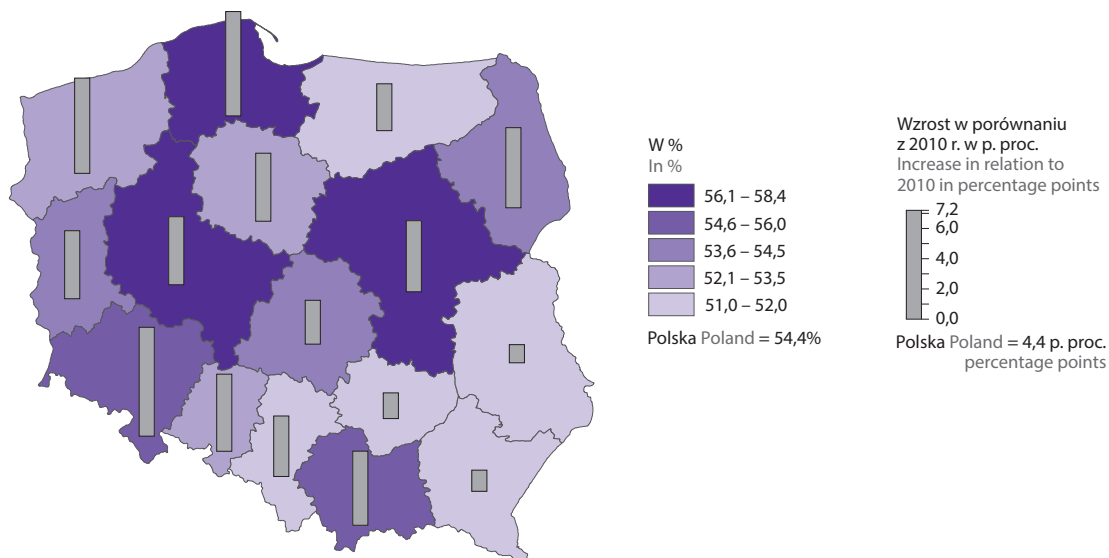 W %
In %
56,1 – 58,4
54,6 – 56,0
53,6 – 54,5
52,1 – 53,5
51,0 – 52,0
Polska Poland = 54,4%
Wzrost w porównaniu
z 2010 r. w p. proc.
Increase in relation to
2010 in percentage points
7,2
6,0
4,0
2,0
0,0
Polska Poland = 4,4 p. proc.
percentage points